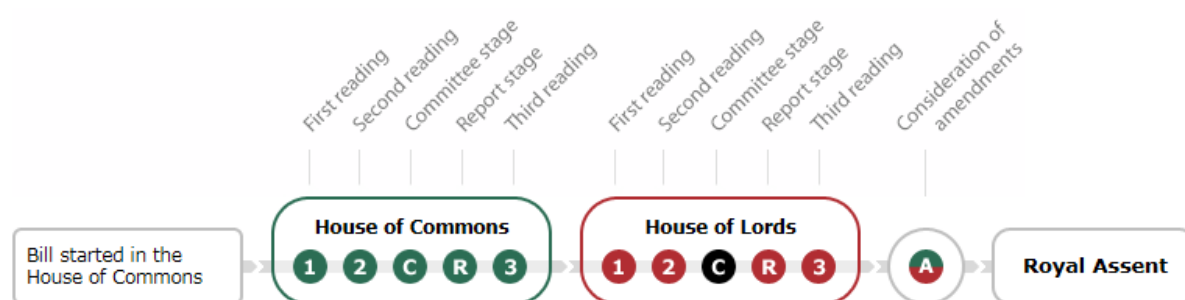 First reading
Second reading
Committee stage
Report stage
Third reading
First reading
Second reading
Committee stage
Report stage
Third reading
Consideration of
amendments
Bill started in the
House of Commons
House of Commons
1 2 C R 3
House of Lords
1 2 C R 3
A
Royal Assent